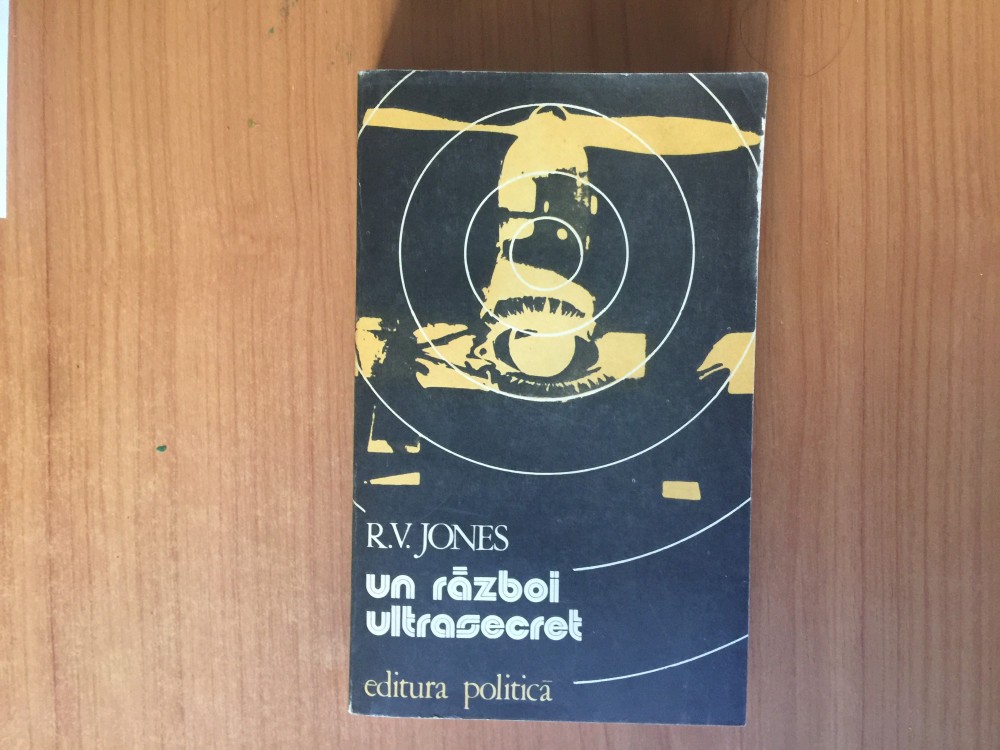 R.V. JONES
un război
ultrasecret
editura politică